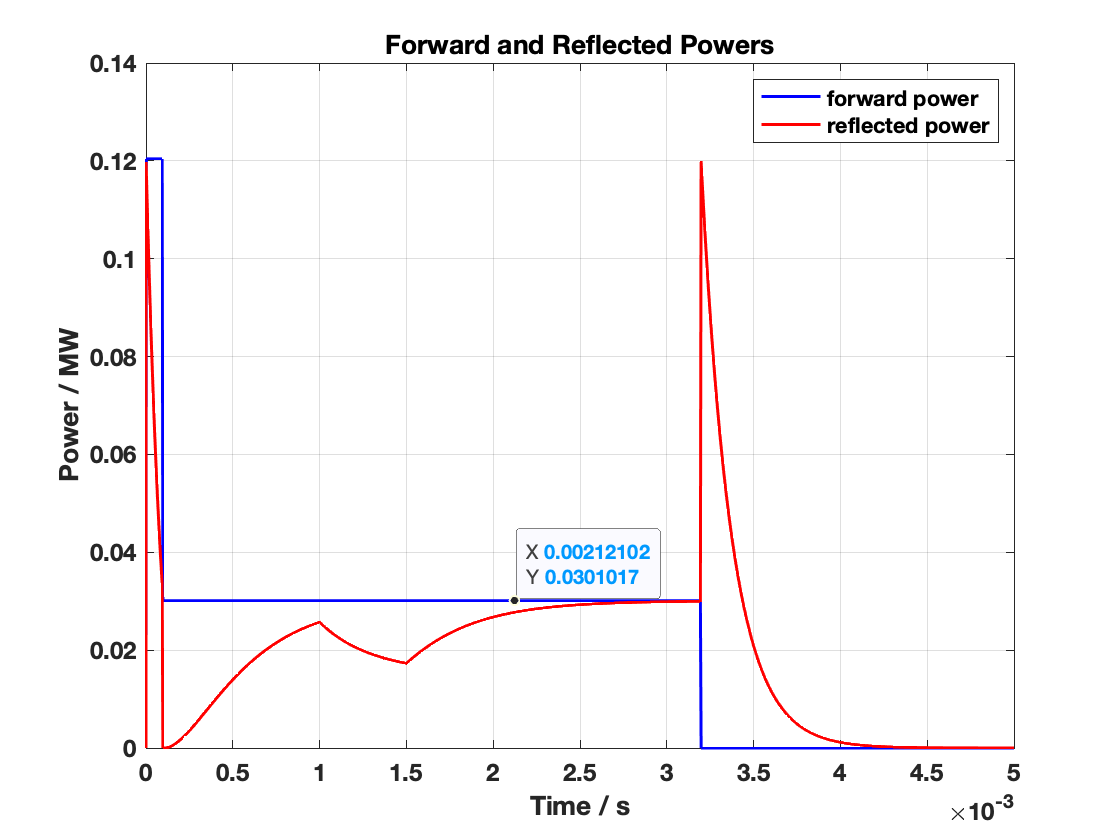 Forward and Reflected Powers
0.14
0.12
0.1
0.08
0.06
0.04
0.02
0
Power / MW
forward power
reflected power
X 0.00212102
Y 0.0301017
0 0.5 1 1.5 2 2.5 3 3.5 4 4.5 5
Time / s
×10⁻³